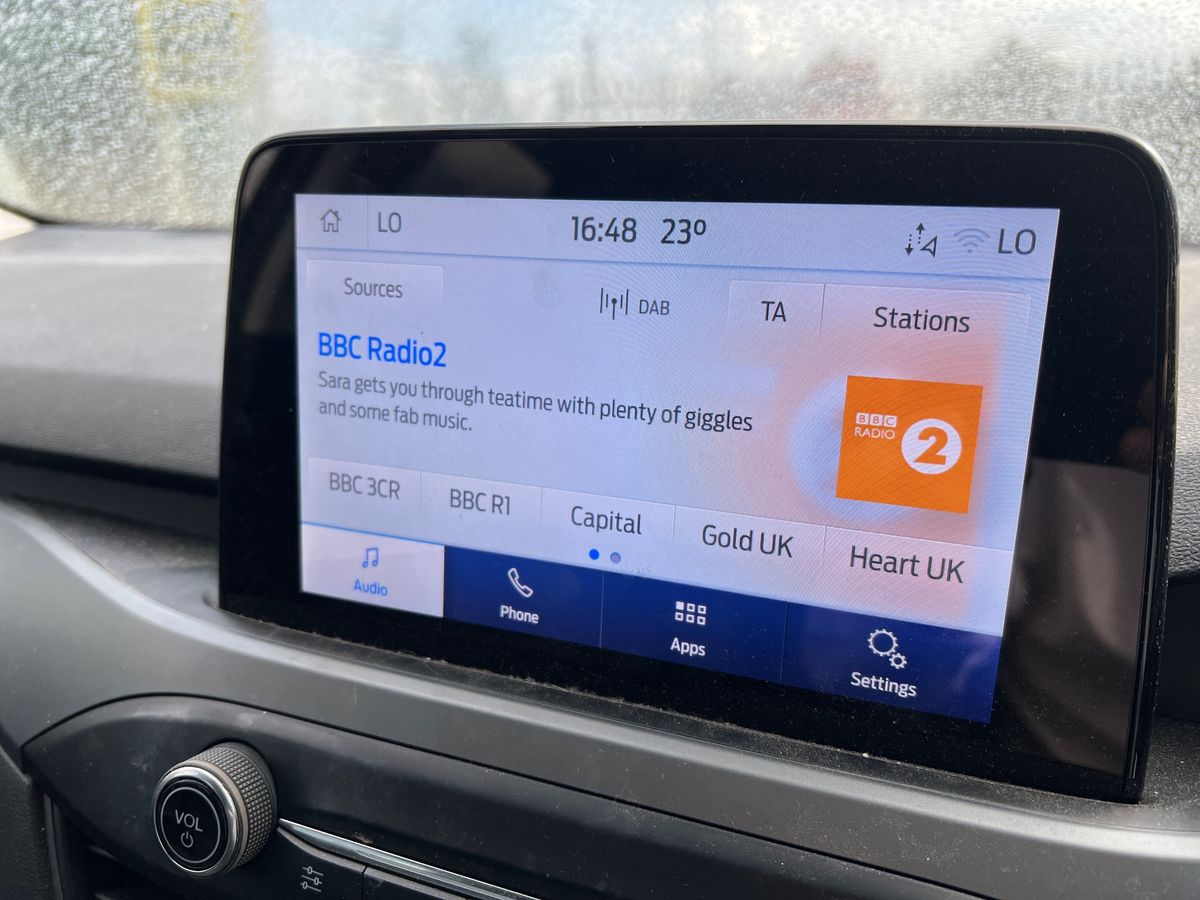 LO 16:48 23° LO
Sources DAB TA Stations
BBC Radio2
Sara gets you through teatime with plenty of giggles
and some fab music.
BBC
RADIO 2
BBC 3CR BBC R1 Capital Gold UK Heart UK
Audio Phone Apps Settings
VOL